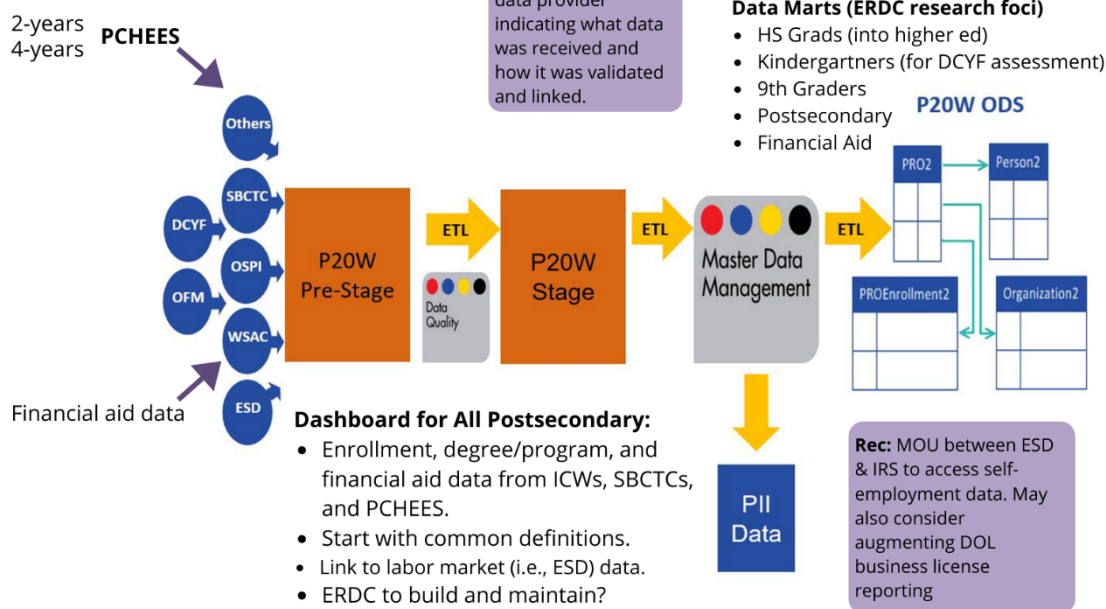 2-years
4-years
PCHEES
data provider
indicating what data
was received and
how it was validated
and linked.
Data Marts (ERDC research foci)
• HS Grads (into higher ed)
• Kindergartners (for DCYF assessment)
• 9th Graders
• Postsecondary
• Financial Aid
P20W ODS
Others
SBCTC
DCYF
OSPI
OFM
WSAC
ESD
Financial aid data
P20W
Pre-Stage
ETL
Data
Quality
P20W
Stage
ETL
Master Data
Management
ETL
PRO2
Person2
PROEnrollment2
Organization2
PII
Data
Dashboard for All Postsecondary:
• Enrollment, degree/program, and
financial aid data from ICWs, SBCTCs,
and PCHEES.
• Start with common definitions.
• Link to labor market (i.e., ESD) data.
• ERDC to build and maintain?
Rec: MOU between ESD
& IRS to access self-
employment data. May
also consider
augmenting DOL
business license
reporting